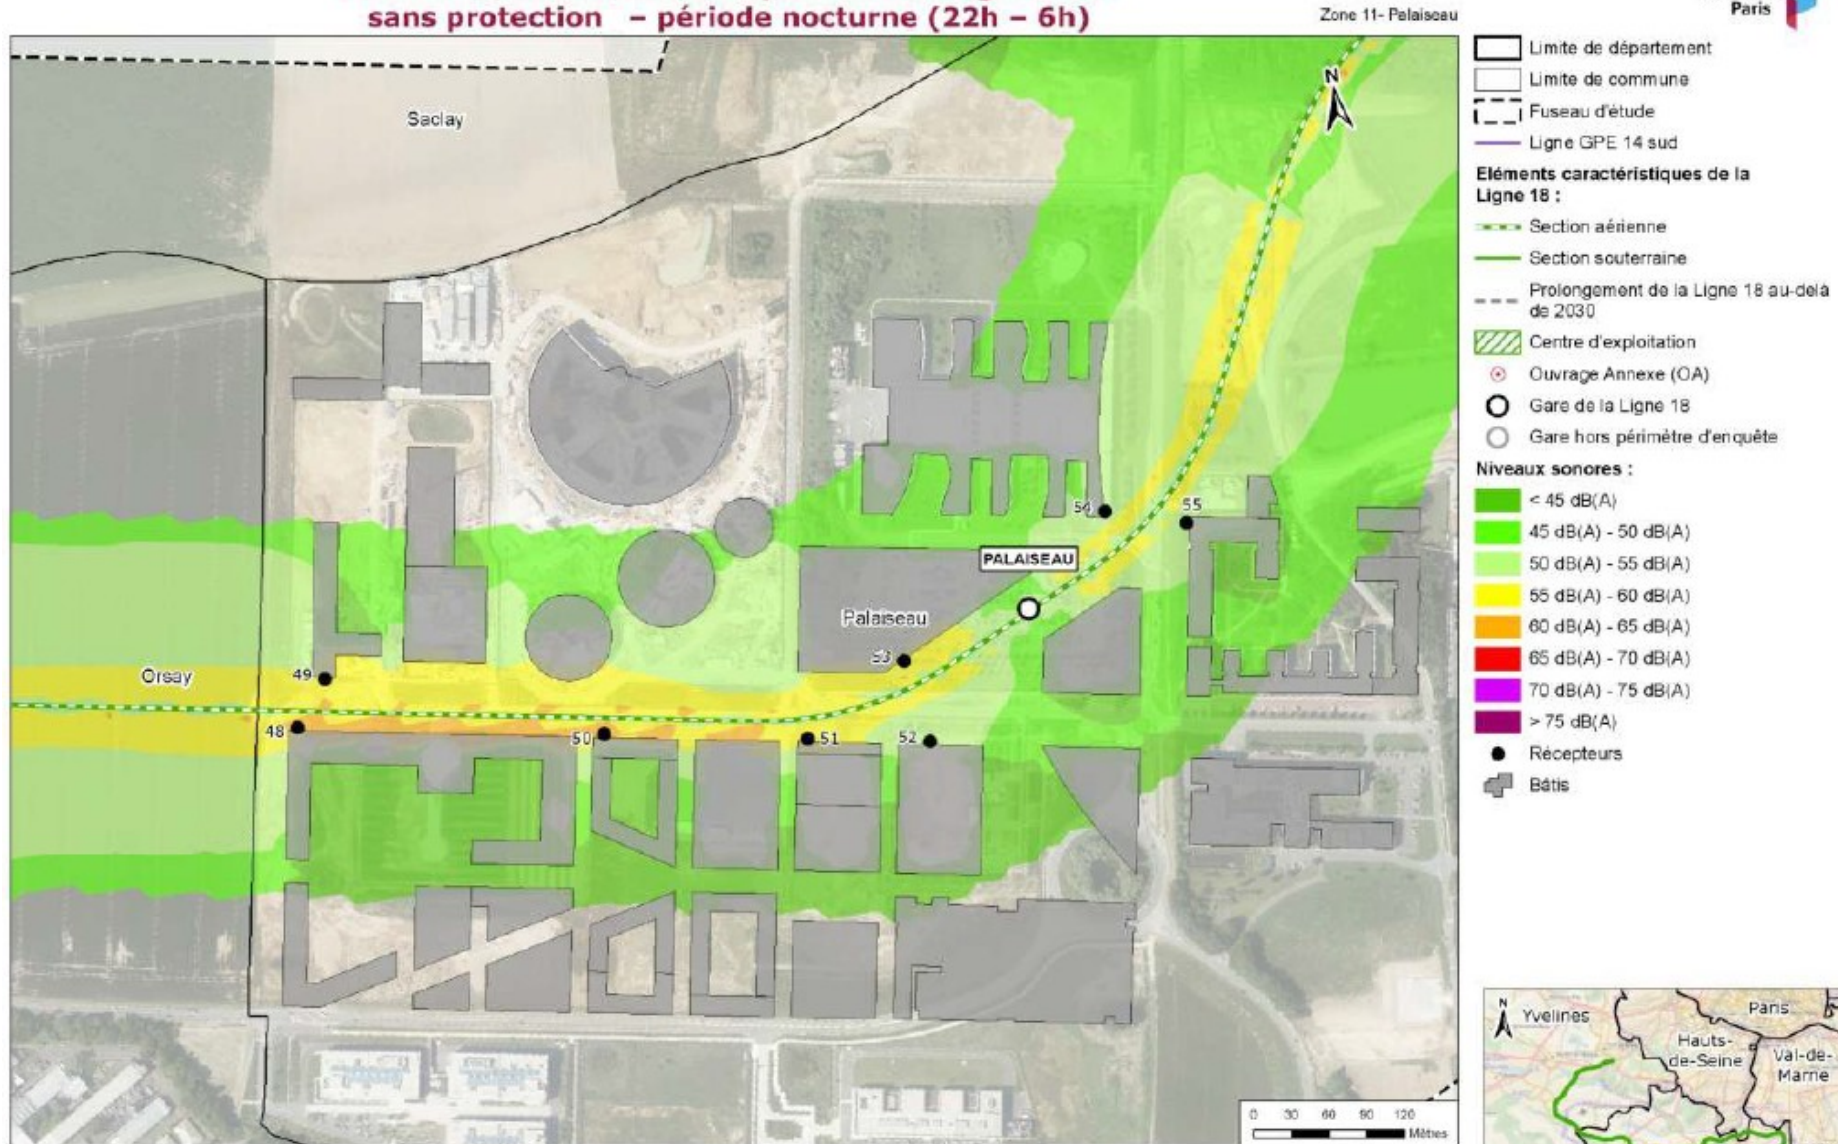 sans protection – période nocturne (22h – 6h)
Zone 11- Palaiseau
Paris
N
Saclay
Orsay
Palaiseau
PALAISEAU
48
49
50
51
52
53
54
55
0 30 60 90 120
Mètres
Limite de département
Limite de commune
Fuseau d'étude
Ligne GPE 14 sud
Eléments caractéristiques de la
Ligne 18 :
Section aérienne
Section souterraine
Prolongement de la Ligne 18 au-delà
de 2030
Centre d'exploitation
Ouvrage Annexe (OA)
Gare de la Ligne 18
Gare hors périmètre d'enquête
Niveaux sonores :
< 45 dB(A)
45 dB(A) - 50 dB(A)
50 dB(A) - 55 dB(A)
55 dB(A) - 60 dB(A)
60 dB(A) - 65 dB(A)
65 dB(A) - 70 dB(A)
70 dB(A) - 75 dB(A)
> 75 dB(A)
Récepteurs
Bâtis
N
Yvelines
Paris
Hauts-
de-Seine
Val-de-
Marne